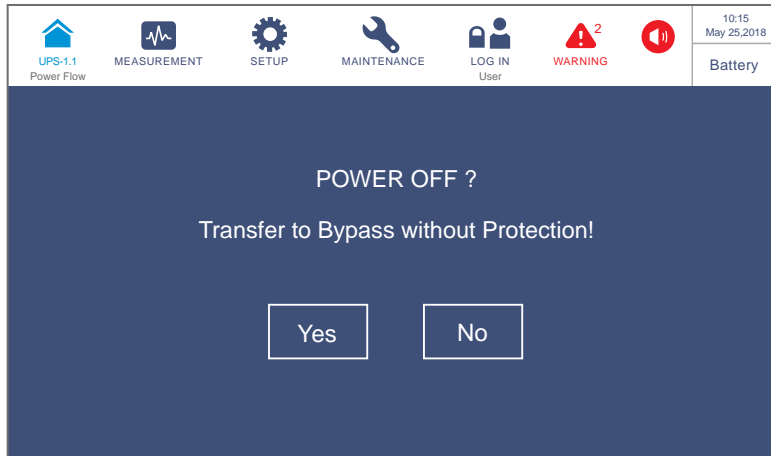 UPS-1.1
Power Flow
MEASUREMENT
SETUP
MAINTENANCE
LOG IN
User
2
WARNING
10:15
May 25,2018
Battery
POWER OFF ?
Transfer to Bypass without Protection!
Yes
No